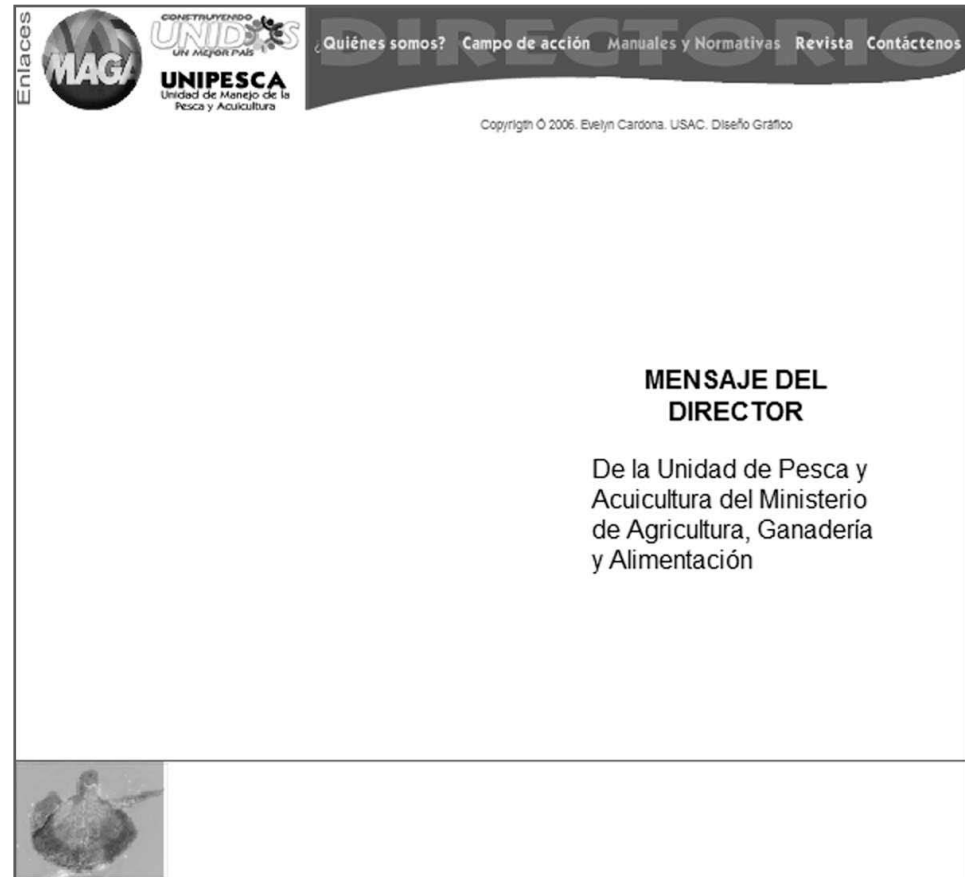 Enlaces
MAGA
CONSTRUYENDO
UNIDOS
UN MEJOR PAÍS
UNIPESCA
Unidad de Manejo de la
Pesca y Acuicultura
DIRECTORIO
¿Quiénes somos? Campo de acción Manuales y Normativas Revista Contáctenos
Copyrigth Ó 2006. Evelyn Cardona. USAC. Diseño Gráfico
MENSAJE DEL
DIRECTOR
De la Unidad de Pesca y
Acuicultura del Ministerio
de Agricultura, Ganadería
y Alimentación